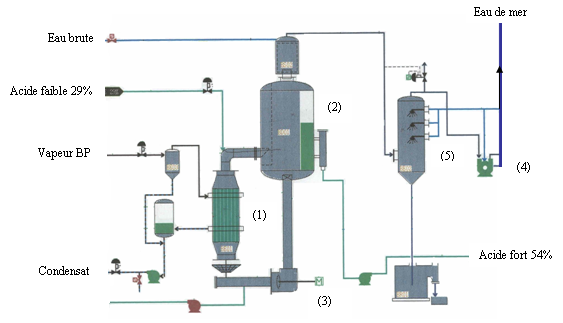 Eau de mer
Eau brute
Acide faible 29%
(2)
Vapeur BP
(5)
(4)
(1)
Acide fort 54%
Condensat
(3)